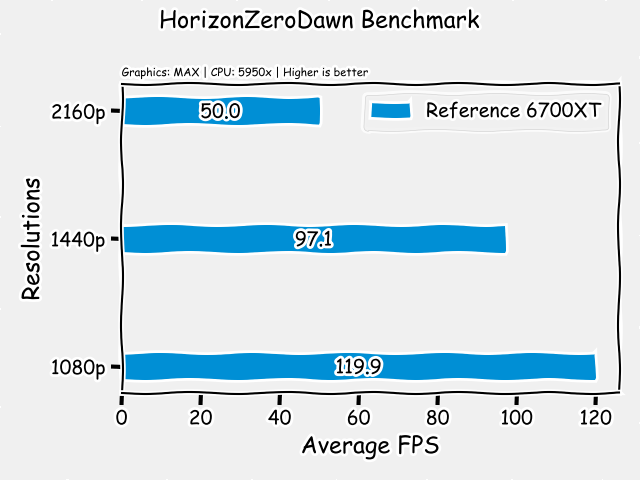 HorizonZeroDawn Benchmark
Graphics: MAX | CPU: 5950x | Higher is better
Reference 6700XT
2160p
50.0
1440p
97.1
1080p
119.9
Resolutions
0 20 40 60 80 100 120
Average FPS